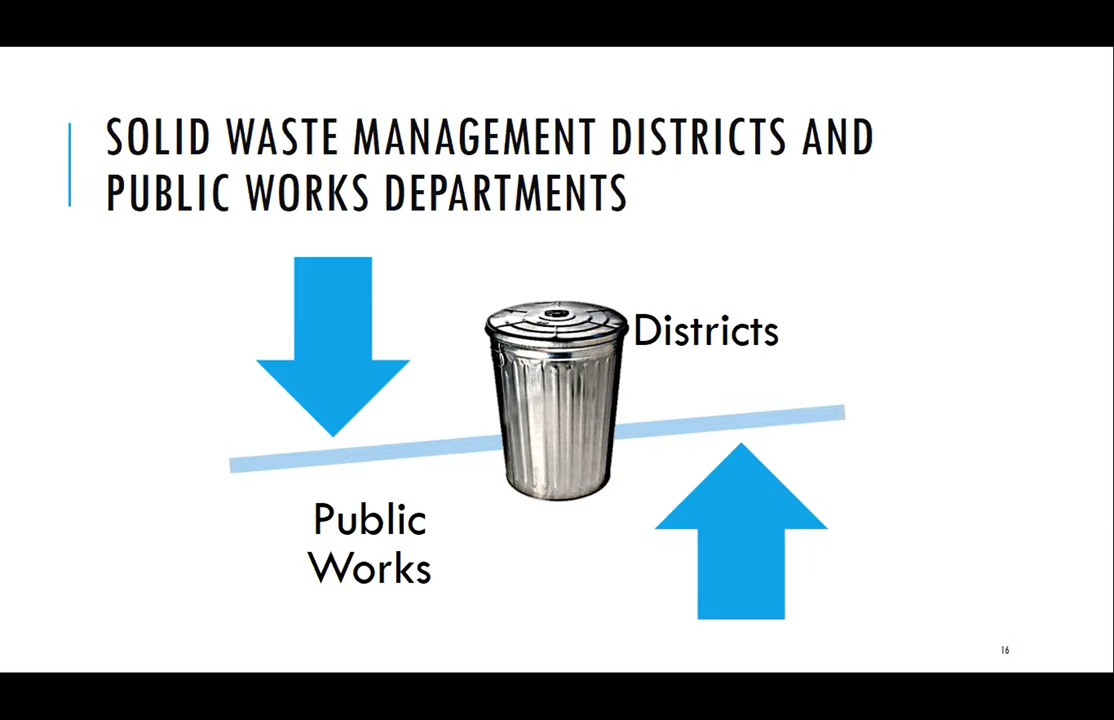 SOLID WASTE MANAGEMENT DISTRICTS AND
PUBLIC WORKS DEPARTMENTS
Districts
Public
Works
16